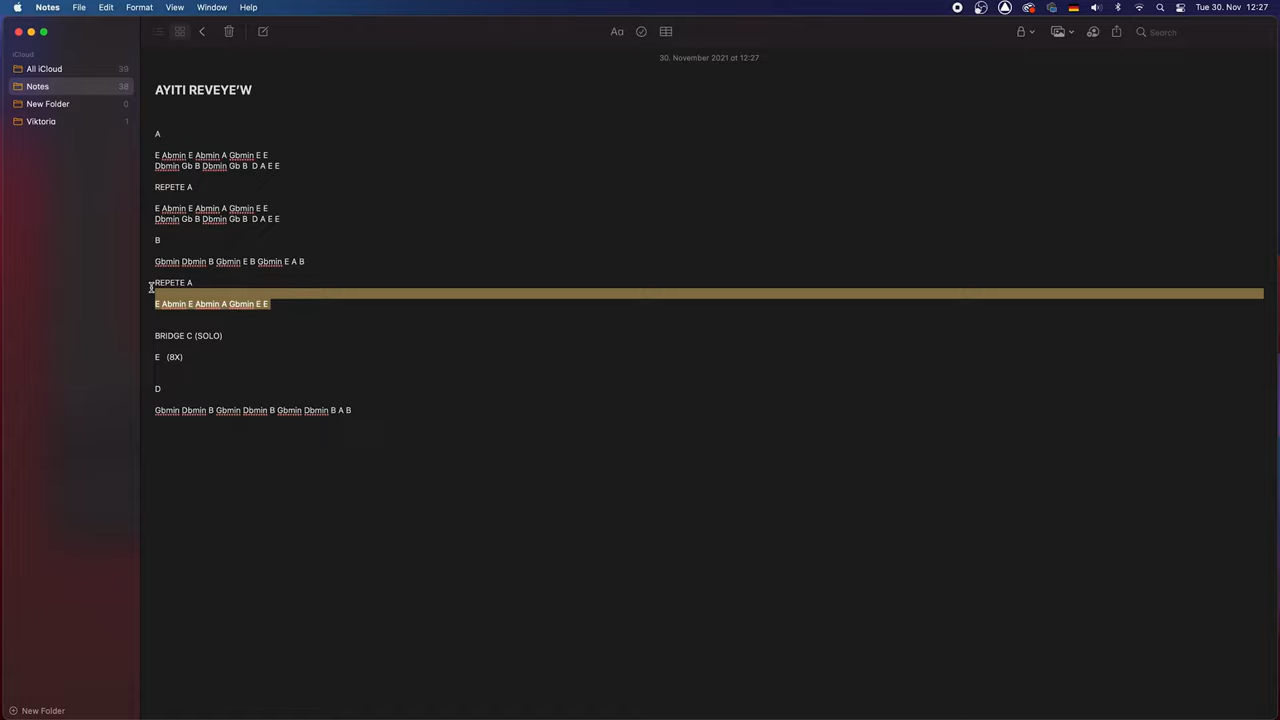 Notes File Edit Format View Window Help
Tue 30. Nov 12:27
Aa
Search
iCloud
All iCloud 39
Notes 38
New Folder 0
Viktoria 1
30. November 2021 at 12:27
AYITI REVEYE'W
A
E Abmin E Abmin A Gbmin E E
Dbmin Gb B Dbmin Gb B D A E E
REPETE A
E Abmin E Abmin A Gbmin E E
Dbmin Gb B Dbmin Gb B D A E E
B
Gbmin Dbmin B Gbmin E B Gbmin E A B
REPETE A
E Abmin E Abmin A Gbmin E E
BRIDGE C (SOLO)
E (8X)
D
Gbmin Dbmin B Gbmin Dbmin B Gbmin Dbmin B A B
New Folder